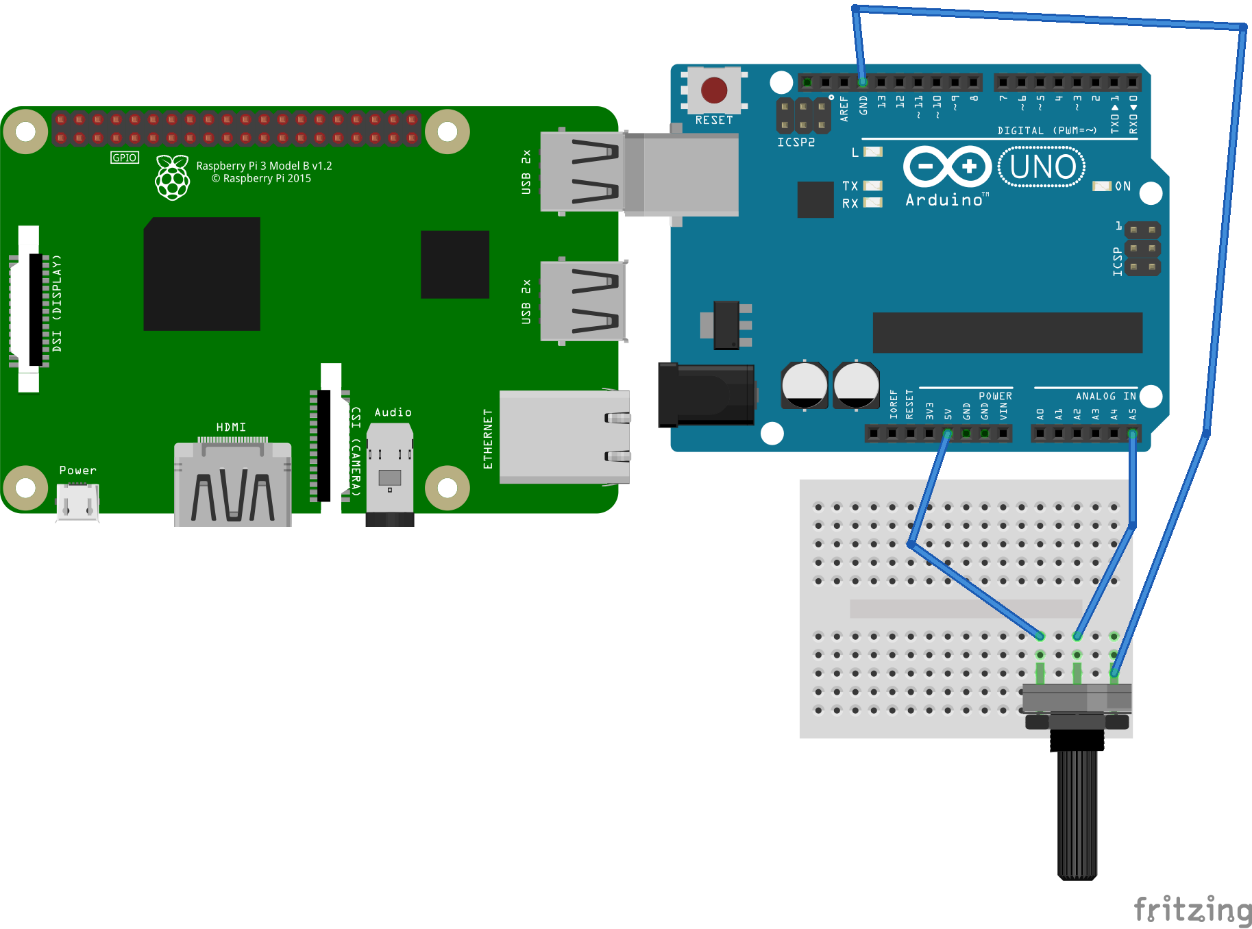 RESET
ICSP2
AREF
GND
13
12
~11
~10
~9
8
7
~6
~5
4
~3
2
TX0▶1
RX0◀0
DIGITAL (PWM=~)
L
TX
RX
UNO
Arduino™
ON
1
ICSP
GPIO
Raspberry Pi 3 Model B v1.2
© Raspberry Pi 2015
USB 2x
USB 2x
DSI (DISPLAY)
CSI (CAMERA)
ETHERNET
Audio
HDMI
Power
IOREF
RESET
3V3
5V
GND
GND
VIN
POWER
ANALOG IN
A0
A1
A2
A3
A4
A5
fritzing